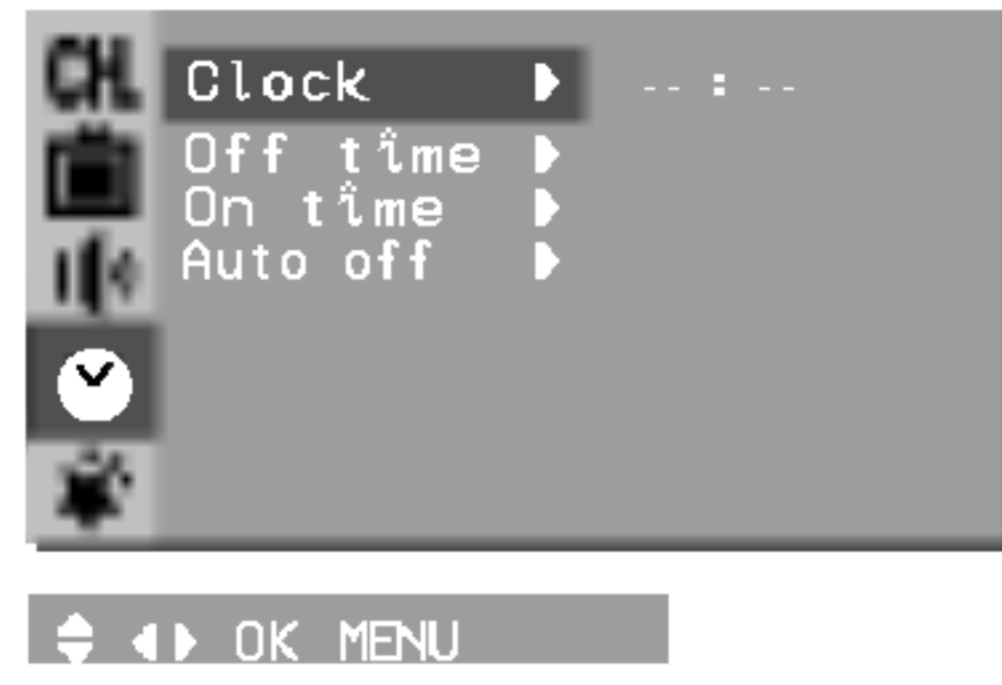 CH.
Clock -- : --
Off time
On time
Auto off
OK MENU